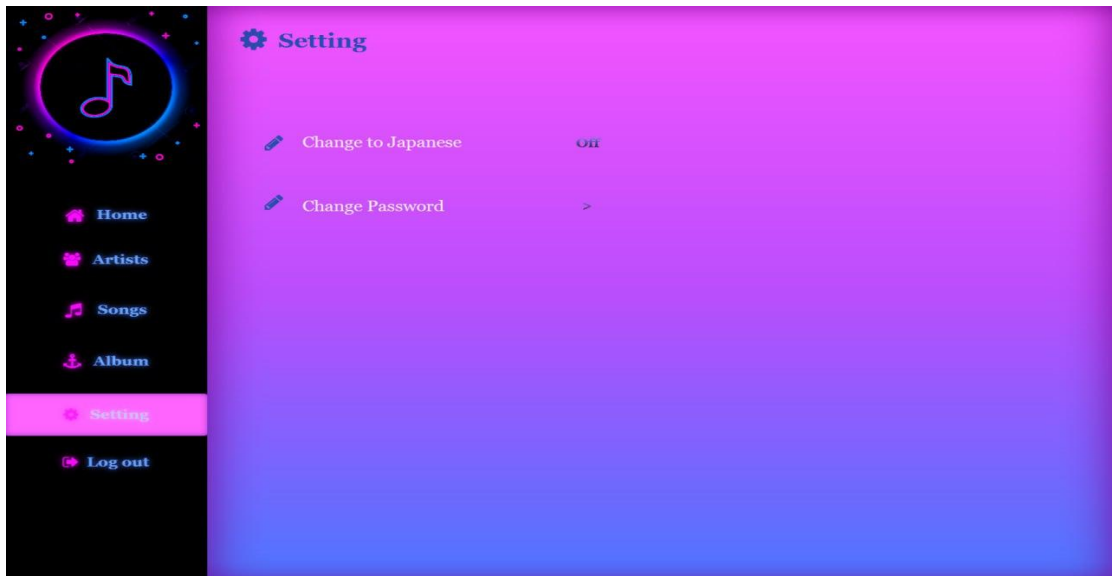 Setting
Change to Japanese Off
Change Password >
Home
Artists
Songs
Album
Setting
Log out